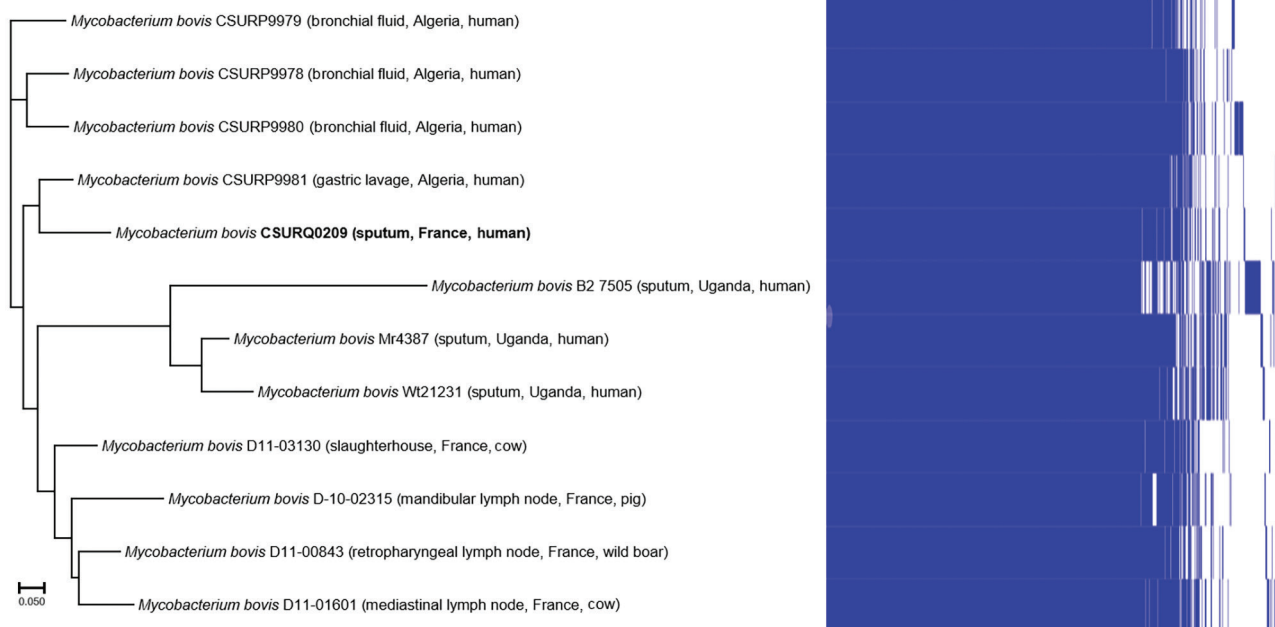 Mycobacterium bovis CSURP9979 (bronchial fluid, Algeria, human)
Mycobacterium bovis CSURP9978 (bronchial fluid, Algeria, human)
Mycobacterium bovis CSURP9980 (bronchial fluid, Algeria, human)
Mycobacterium bovis CSURP9981 (gastric lavage, Algeria, human)
Mycobacterium bovis CSURQ0209 (sputum, France, human)
Mycobacterium bovis B2 7505 (sputum, Uganda, human)
Mycobacterium bovis Mr4387 (sputum, Uganda, human)
Mycobacterium bovis Wt21231 (sputum, Uganda, human)
Mycobacterium bovis D11-03130 (slaughterhouse, France, cow)
Mycobacterium bovis D-10-02315 (mandibular lymph node, France, pig)
Mycobacterium bovis D11-00843 (retropharyngeal lymph node, France, wild boar)
Mycobacterium bovis D11-01601 (mediastinal lymph node, France, cow)
0.050